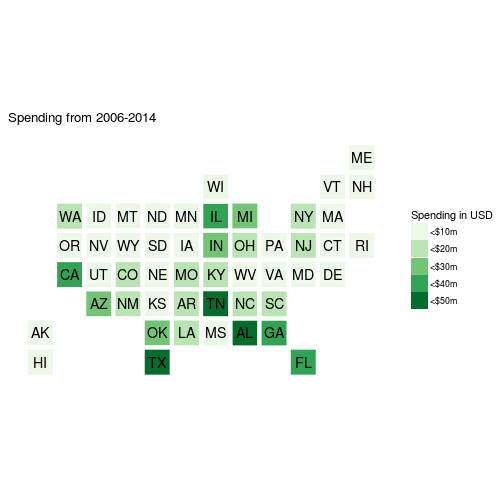 Spending from 2006-2014
ME
WI VT NH
WA ID MT ND MN IL MI NY MA
OR NV WY SD IA IN OH PA NJ CT RI
CA UT CO NE MO KY WV VA MD DE
AZ NM KS AR TN NC SC
AK OK LA MS AL GA
HI TX FL
Spending in USD
<$10m
<$20m
<$30m
<$40m
<$50m